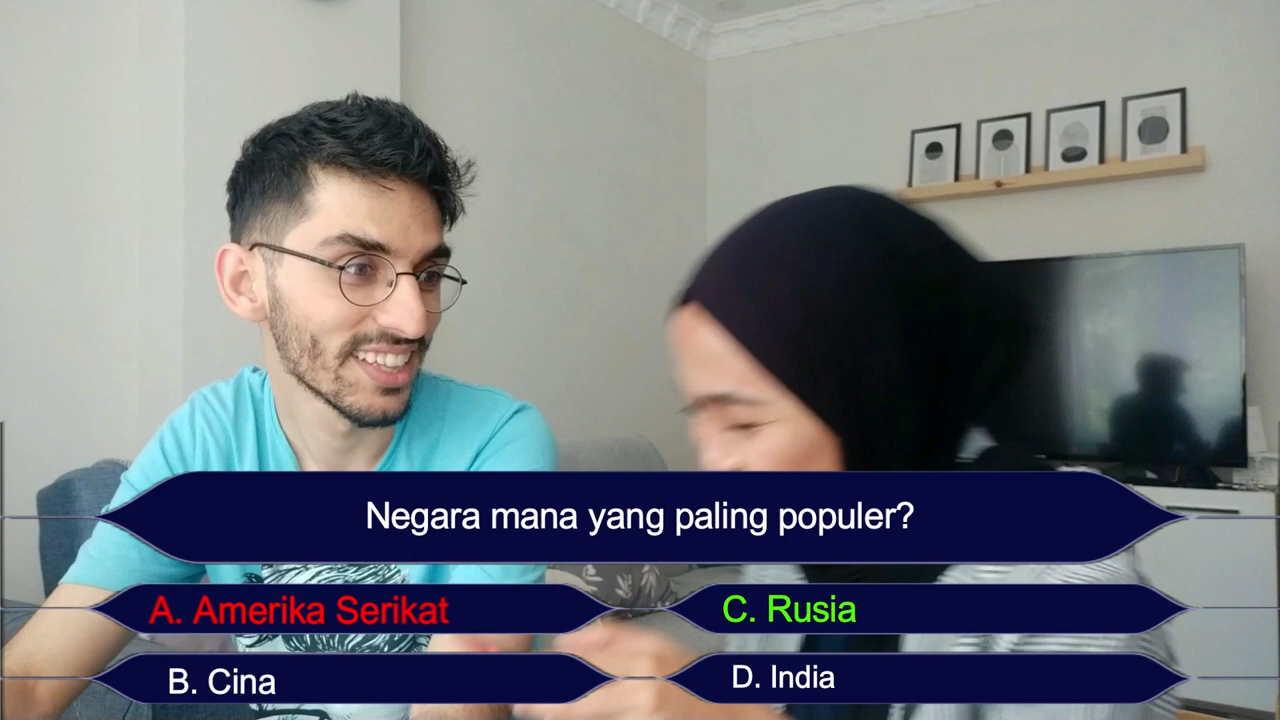 Negara mana yang paling populer?
A. Amerika Serikat
C. Rusia
B. Cina
D. India